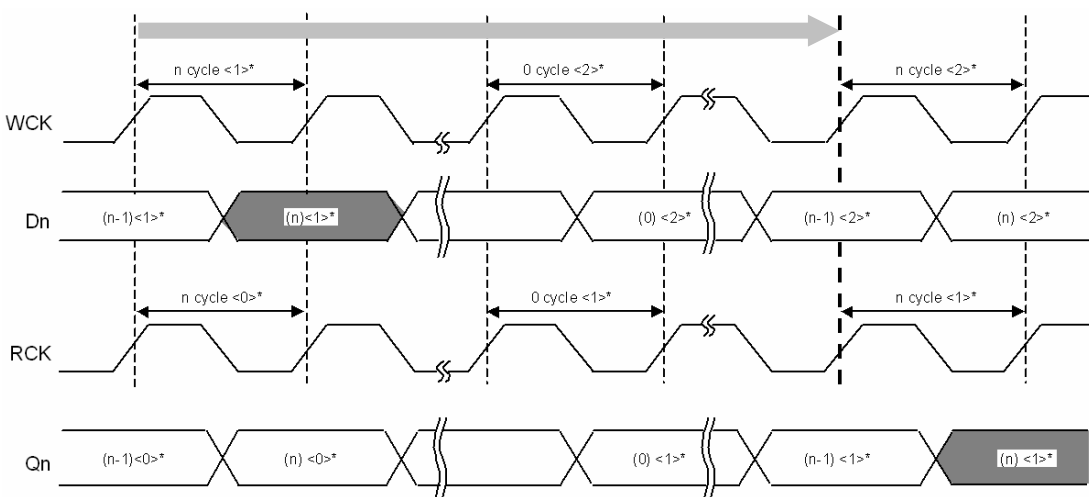 n cycle <1>* 0 cycle <2>* n cycle <2>*
WCK
Dn (n-1)<1>* (n)<1>* (0) <2>* (n-1) <2>* (n) <2>*
n cycle <0>* 0 cycle <1>* n cycle <1>*
RCK
Qn (n-1)<0>* (n) <0>* (0) <1>* (n-1) <1>* (n) <1>*